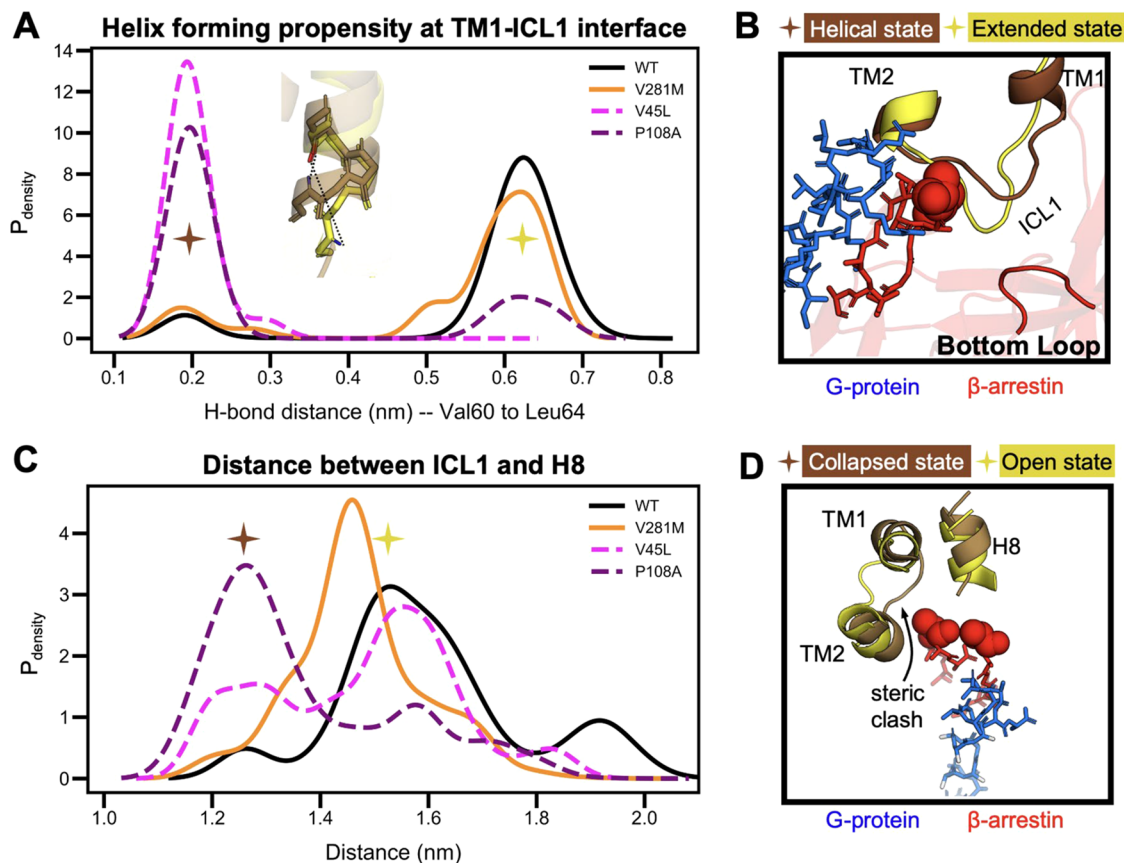 A
Helix forming propensity at TM1-ICL1 interface
WT
V281M
V45L
P108A
14
12
10
8
6
4
2
0
P density
0.1 0.2 0.3 0.4 0.5 0.6 0.7 0.8
H-bond distance (nm) -- Val60 to Leu64
B
Helical state Extended state
TM2
TM1
ICL1
Bottom Loop
G-protein β-arrestin
C
Distance between ICL1 and H8
WT
V281M
V45L
P108A
4
3
2
1
0
P density
1.0 1.2 1.4 1.6 1.8 2.0
Distance (nm)
D
Collapsed state Open state
TM1
H8
TM2
steric
clash
G-protein β-arrestin